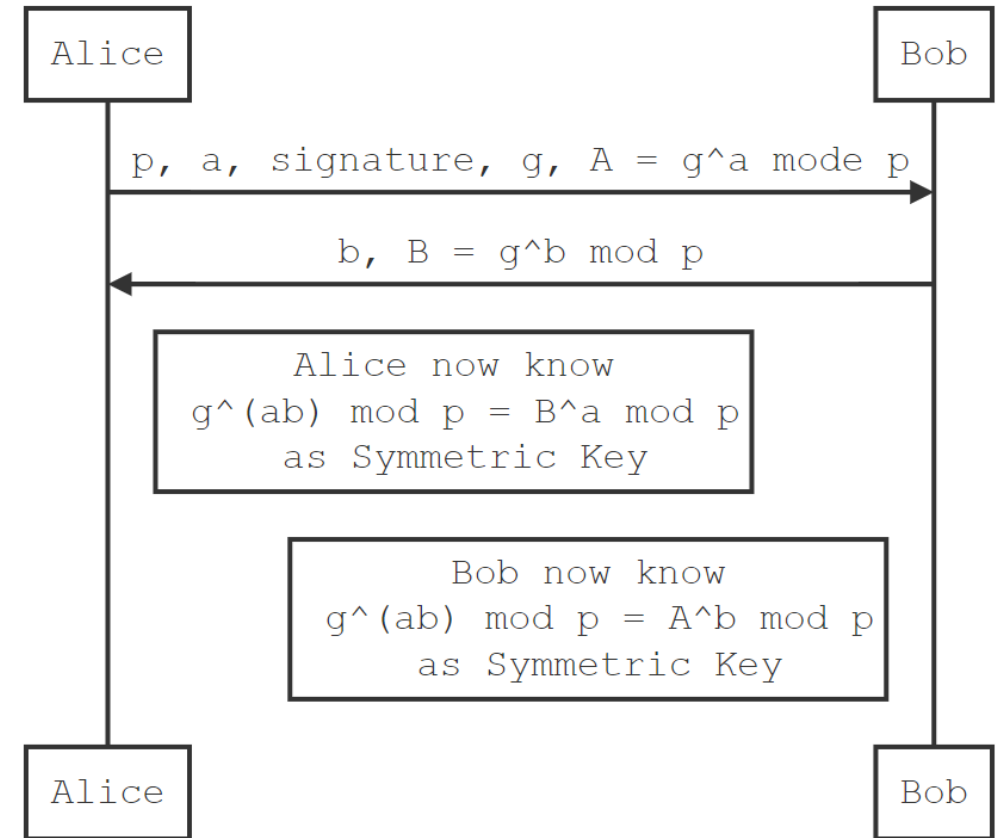 Alice
Bob
p, a, signature, g, A = g^a mode p
b, B = g^b mod p
Alice now know
g^(ab) mod p = B^a mod p
as Symmetric Key
Bob now know
g^(ab) mod p = A^b mod p
as Symmetric Key
Alice
Bob